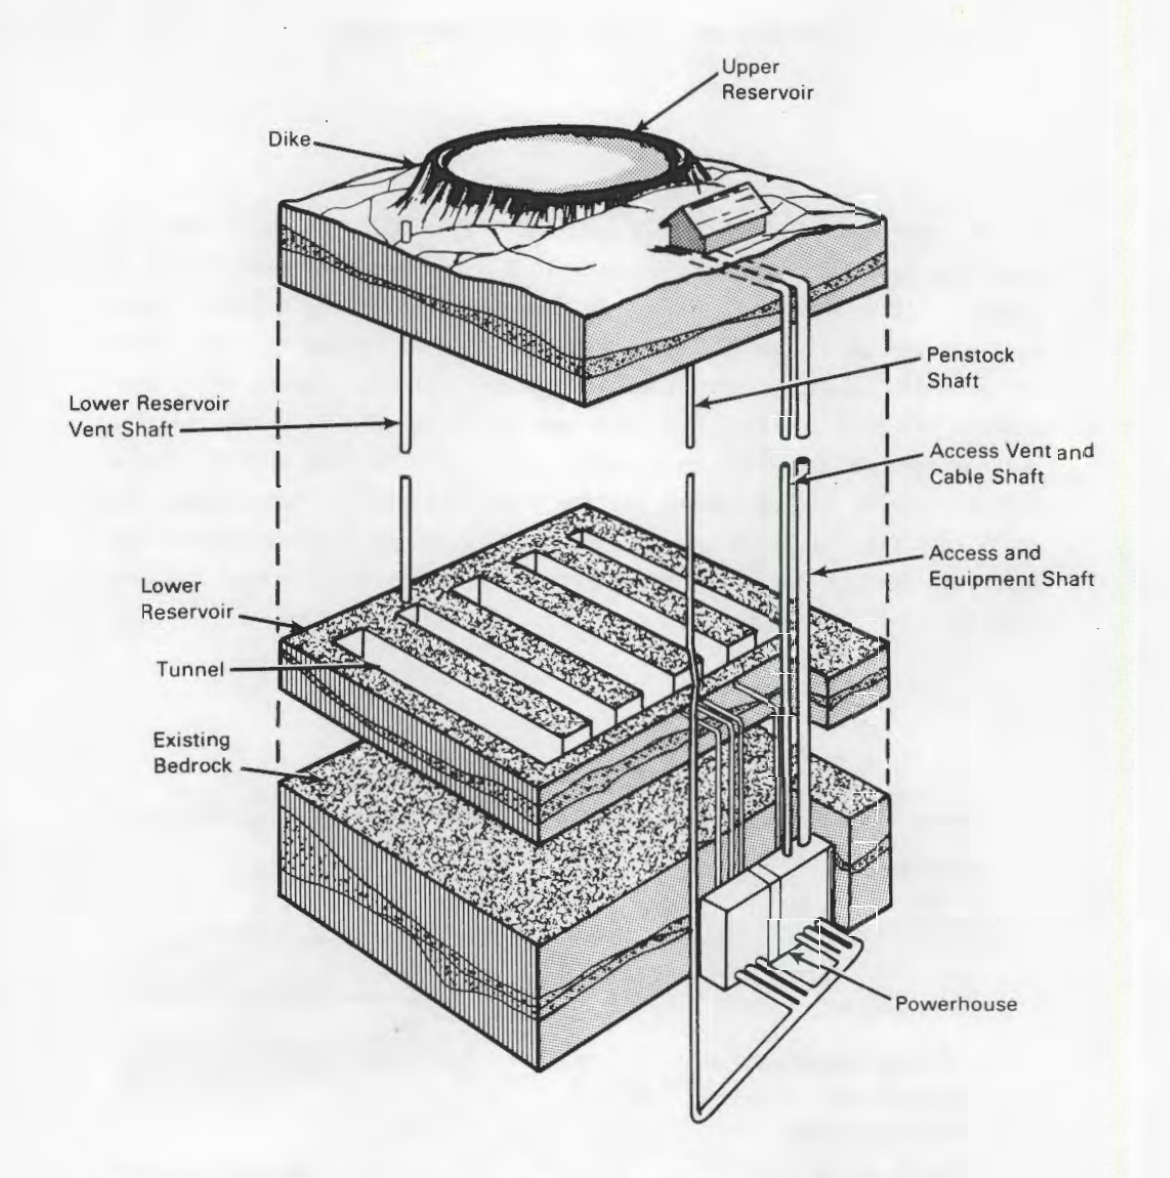 Upper
Reservoir
Dike
Penstock
Shaft
Lower Reservoir
Vent Shaft
Access Vent and
Cable Shaft
Access and
Equipment Shaft
Lower
Reservoir
Tunnel
Existing
Bedrock
Powerhouse